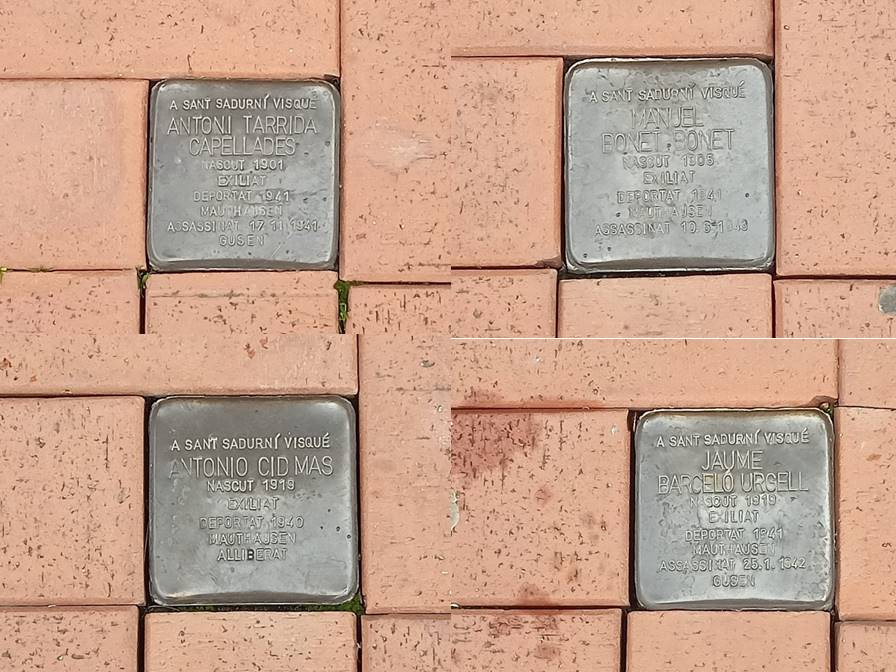 A SANT SADURNÍ VISQUÉ
ANTONI TARRIDA
CAPELLADES
NASCUT 1901
EXILIAT
DEPORTAT 1941
MAUTHAUSEN
ASSASSINAT 17.11.1941
GUSEN
A SANT SADURNÍ VISQUÉ
MANUEL
BONET BONET
NASCUT
EXILIAT
DEPORTAT 1941
MAUTHAUSEN
ASSASSINAT
A SANT SADURNÍ VISQUÉ
ANTONIO CID MAS
NASCUT 1919
EXILIAT
DEPORTAT 1940
MAUTHAUSEN
ALLIBERAT
A SANT SADURNÍ VISQUÉ
JAUME
BARCELÓ URGELL
NASCUT 1919
EXILIAT
DEPORTAT 1941
MAUTHAUSEN
ASSASSINAT 25.1.1942
GUSEN